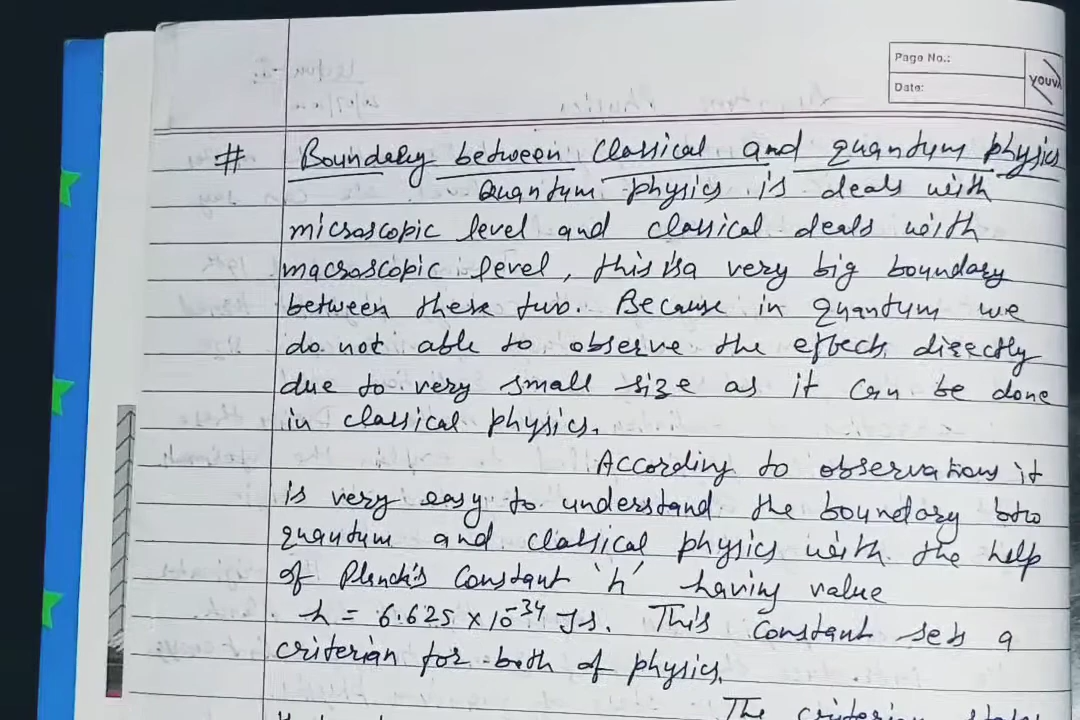 Page No.:
Date:
YOUVA
# Boundary between classical and quantum physics
Quantum physics is deals with
microscopic level and classical deals with
macroscopic level, this is a very big boundary
between these two. Because in quantum we
do not able to observe the effects directly
due to very small size as it can be done
in classical physics.
According to observations it
is very easy to understand the boundary btw
quantum and classical physics with the help
of Planck's constant 'h' having value
h = 6.625 × 10⁻³⁴ Js. This constant sets a
criterian for both of physics.
The criterian states